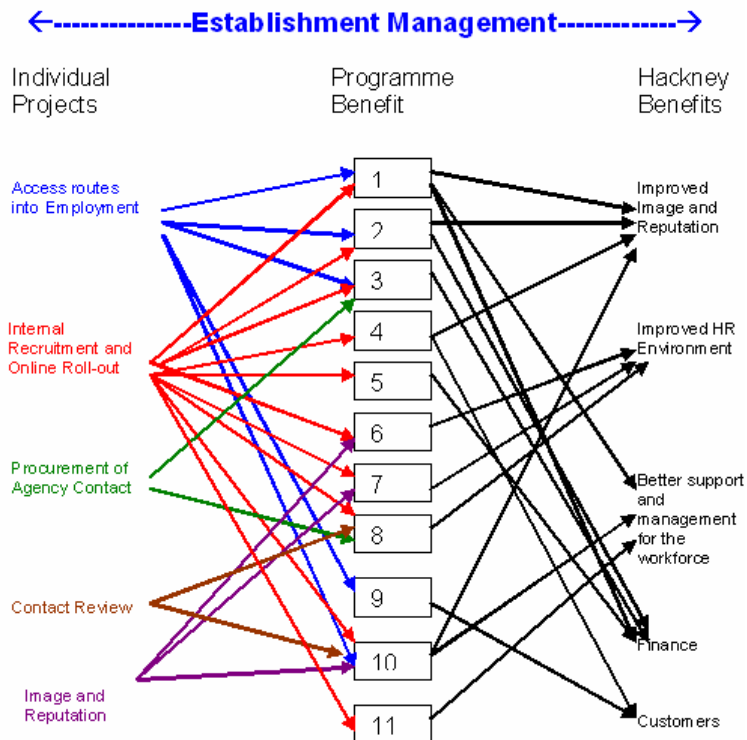 ←---------------Establishment Management---------------→
Individual
Projects
Programme
Benefit
Hackney
Benefits
Access routes
into Employment
Internal
Recruitment and
Online Roll-out
Procurement of
Agency Contact
Contact Review
Image and
Reputation
1
2
3
4
5
6
7
8
9
10
11
Improved
Image and
Reputation
Improved HR
Environment
Better support
and
management
for the
workforce
Finance
Customers